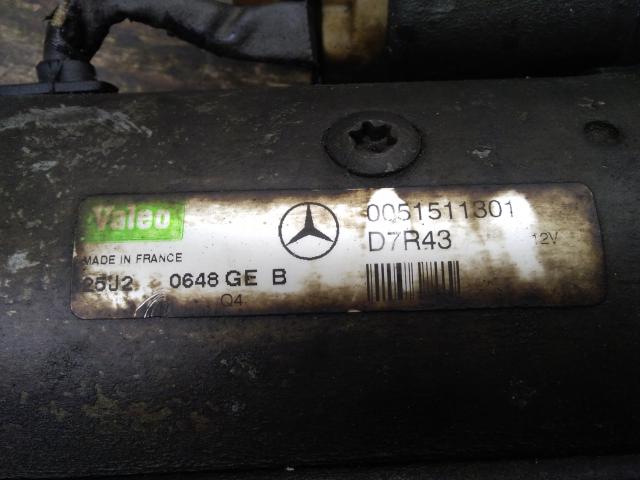 Valeo
0051511301
D7R43
12V
MADE IN FRANCE
25J2 0648 GE B
Q4